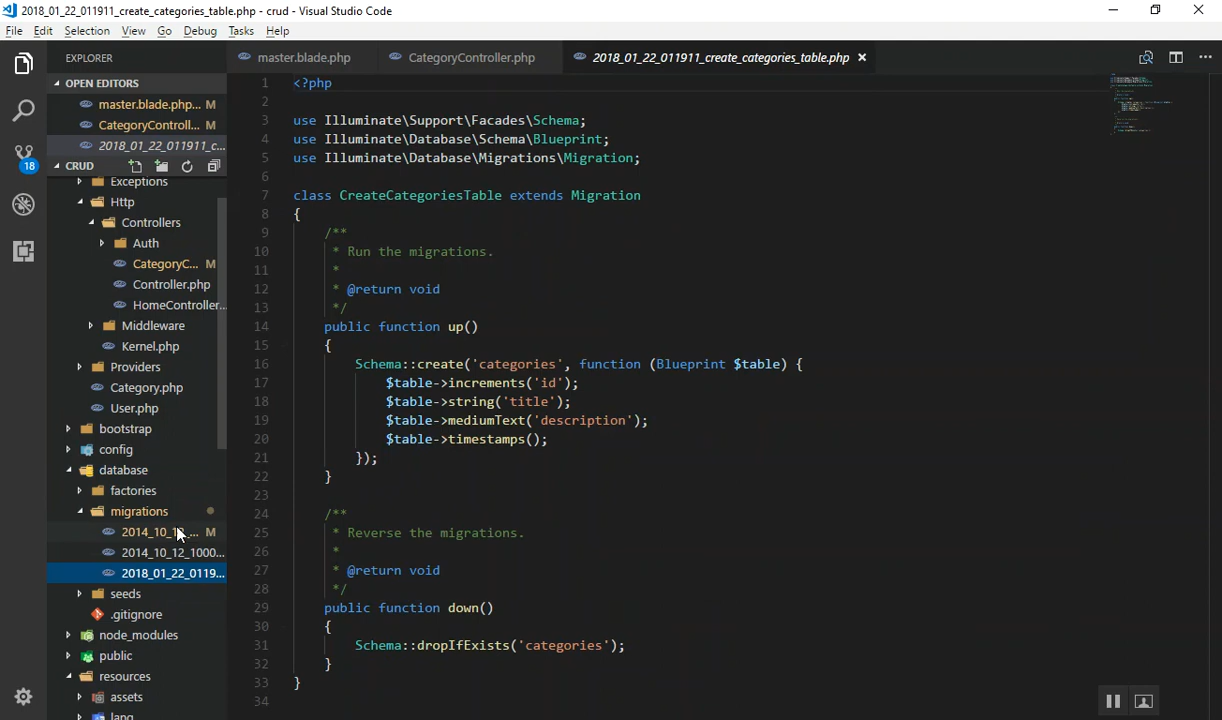 2018_01_22_011911_create_categories_table.php - crud - Visual Studio Code
File Edit Selection View Go Debug Tasks Help
EXPLORER
OPEN EDITORS
master.blade.php... M
CategoryControll... M
2018_01_22_011911_c...
CRUD
Exceptions
Http
Controllers
Auth
CategoryC... M
Controller.php
HomeController...
Middleware
Kernel.php
Providers
Category.php
User.php
bootstrap
config
database
factories
migrations
2014_10_12_... M
2014_10_12_1000...
2018_01_22_0119...
seeds
.gitignore
node_modules
public
resources
assets
lang
18
master.blade.php CategoryController.php 2018_01_22_011911_create_categories_table.php
1 <?php
2
3 use Illuminate\Support\Facades\Schema;
4 use Illuminate\Database\Schema\Blueprint;
5 use Illuminate\Database\Migrations\Migration;
6
7 class CreateCategoriesTable extends Migration
8 {
9 /**
10 * Run the migrations.
11 *
12 * @return void
13 */
14 public function up()
15 {
16 Schema::create('categories', function (Blueprint $table) {
17 $table->increments('id');
18 $table->string('title');
19 $table->mediumText('description');
20 $table->timestamps();
21 });
22 }
23
24 /**
25 * Reverse the migrations.
26 *
27 * @return void
28 */
29 public function down()
30 {
31 Schema::dropIfExists('categories');
32 }
33 }
34